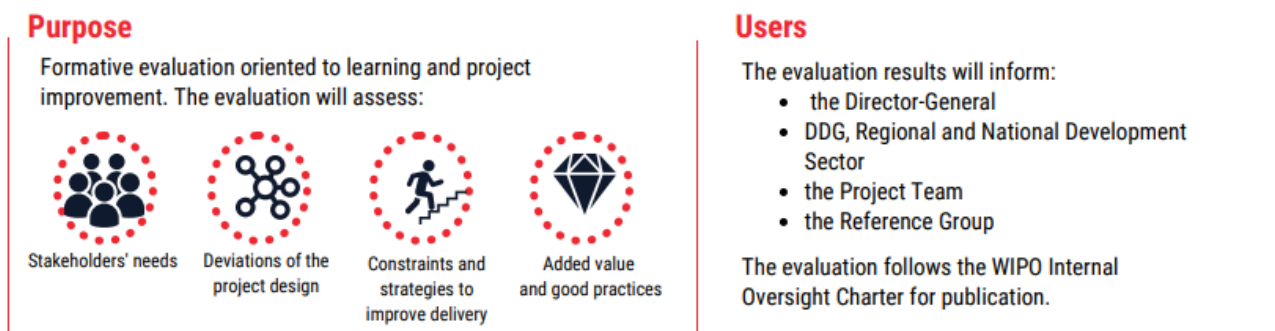 Purpose
Formative evaluation oriented to learning and project
improvement. The evaluation will assess:
Stakeholders' needs
Deviations of the
project design
Constraints and
strategies to
improve delivery
Added value
and good practices
Users
The evaluation results will inform:
• the Director-General
• DDG, Regional and National Development
Sector
• the Project Team
• the Reference Group
The evaluation follows the WIPO Internal
Oversight Charter for publication.